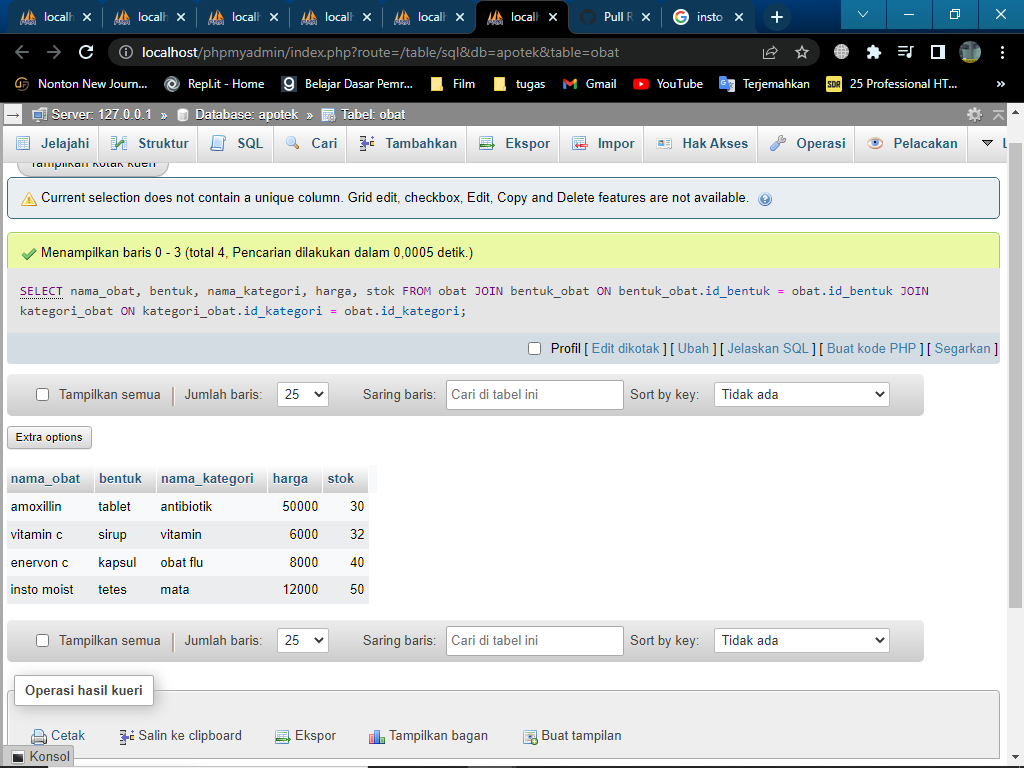 localh localh localh localh localh localh Pull R insto
localhost/phpmyadmin/index.php?route=/table/sql&db=apotek&table=obat
Nonton New Journ... RepL.it - Home Belajar Dasar Pemr... Film tugas Gmail YouTube Terjemahkan SDR 25 Professional HT... »
Server: 127.0.0.1 » Database: apotek » Tabel: obat
Jelajahi Struktur SQL Cari Tambahkan Ekspor Impor Hak Akses Operasi Pelacakan
Tampilkan kotak kueri
Current selection does not contain a unique column. Grid edit, checkbox, Edit, Copy and Delete features are not available.
Menampilkan baris 0 - 3 (total 4, Pencarian dilakukan dalam 0,0005 detik.)
SELECT nama_obat, bentuk, nama_kategori, harga, stok FROM obat JOIN bentuk_obat ON bentuk_obat.id_bentuk = obat.id_bentuk JOIN
kategori_obat ON kategori_obat.id_kategori = obat.id_kategori;
Profil [ Edit dikotak ] [ Ubah ] [ Jelaskan SQL ] [ Buat kode PHP ] [ Segarkan ]
Tampilkan semua Jumlah baris: 25 Saring baris: Cari di tabel ini Sort by key: Tidak ada
Extra options
nama_obat bentuk nama_kategori harga stok
amoxillin tablet antibiotik 50000 30
vitamin c sirup vitamin 6000 32
enervon c kapsul obat flu 8000 40
insto moist tetes mata 12000 50
Tampilkan semua Jumlah baris: 25 Saring baris: Cari di tabel ini Sort by key: Tidak ada
Operasi hasil kueri
Cetak Salin ke clipboard Ekspor Tampilkan bagan Buat tampilan
Konsol